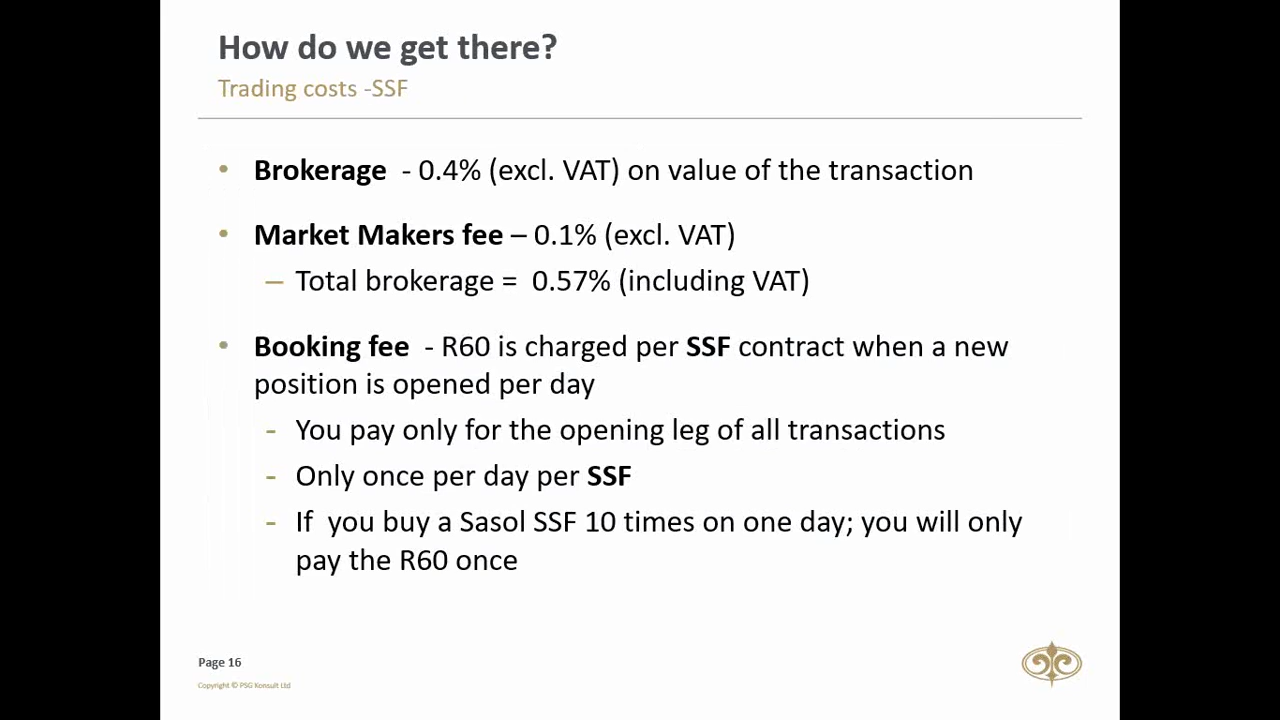 How do we get there?
Trading costs -SSF
• Brokerage - 0.4% (excl. VAT) on value of the transaction
• Market Makers fee – 0.1% (excl. VAT)
– Total brokerage = 0.57% (including VAT)
• Booking fee - R60 is charged per SSF contract when a new
position is opened per day
- You pay only for the opening leg of all transactions
- Only once per day per SSF
- If you buy a Sasol SSF 10 times on one day; you will only
pay the R60 once
Page 16
Copyright © PSG Konsult Ltd